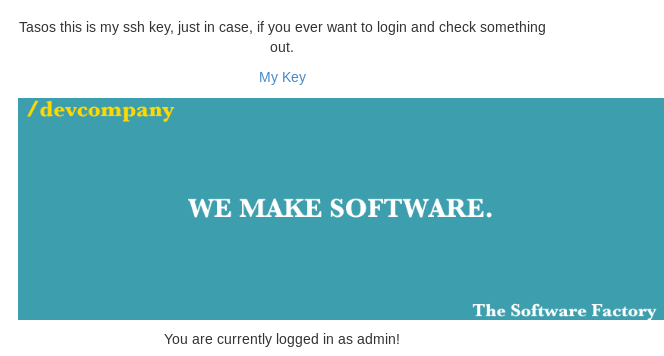 Tasos this is my ssh key, just in case, if you ever want to login and check something
out.
My Key
/devcompany
WE MAKE SOFTWARE.
The Software Factory
You are currently logged in as admin!